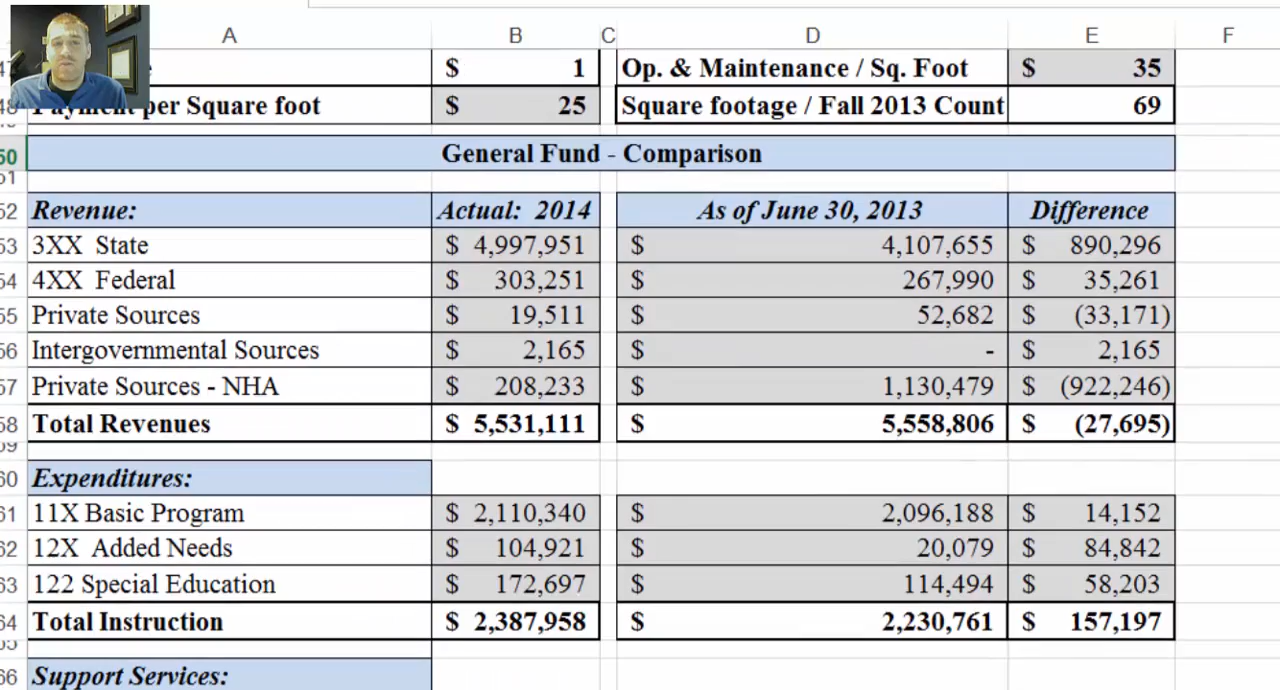 A B C D E F
$ 1 Op. & Maintenance / Sq. Foot $ 35
48 Payment per Square foot $ 25 Square footage / Fall 2013 Count 69
General Fund - Comparison
52 Revenue: Actual: 2014 As of June 30, 2013 Difference
53 3XX State $ 4,997,951 $ 4,107,655 $ 890,296
54 4XX Federal $ 303,251 $ 267,990 $ 35,261
55 Private Sources $ 19,511 $ 52,682 $ (33,171)
56 Intergovernmental Sources $ 2,165 $ - $ 2,165
57 Private Sources - NHA $ 208,233 $ 1,130,479 $ (922,246)
58 Total Revenues $ 5,531,111 $ 5,558,806 $ (27,695)
60 Expenditures:
61 11X Basic Program $ 2,110,340 $ 2,096,188 $ 14,152
62 12X Added Needs $ 104,921 $ 20,079 $ 84,842
63 122 Special Education $ 172,697 $ 114,494 $ 58,203
64 Total Instruction $ 2,387,958 $ 2,230,761 $ 157,197
66 Support Services: